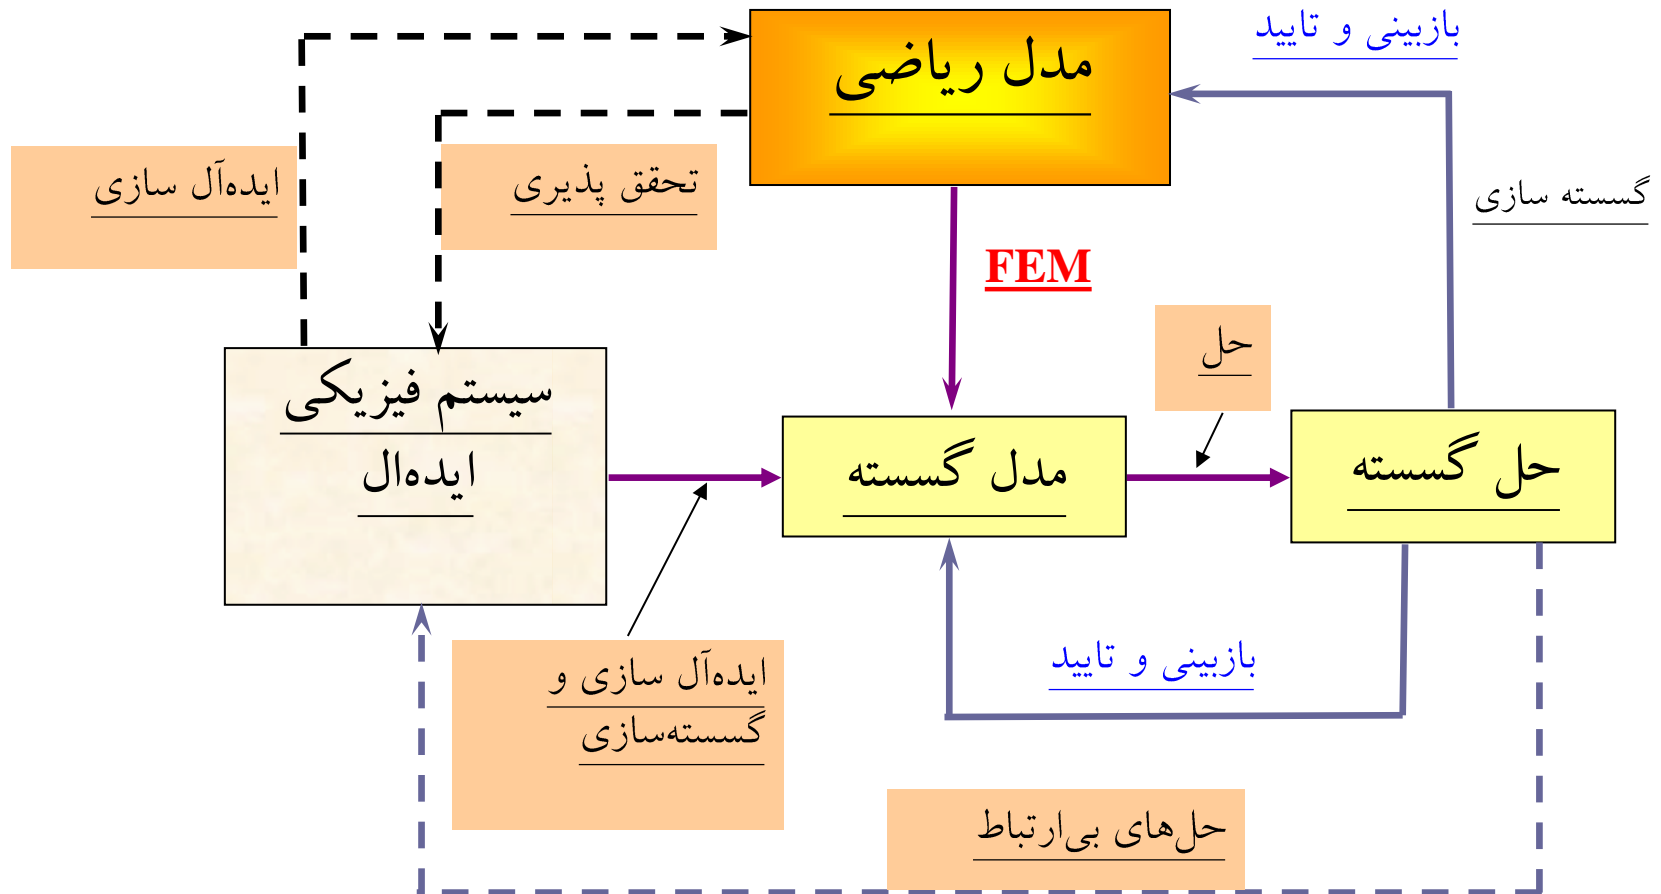 بازبینی و تایید
مدل ریاضی
گسسته سازی
تحقق پذیری
ایده‌آل سازی
FEM
حل
سیستم فیزیکی
ایده‌ال
مدل گسسته
حل گسسته
بازبینی و تایید
ایده‌آل سازی و
گسسته‌سازی
حل‌های بی‌ارتباط